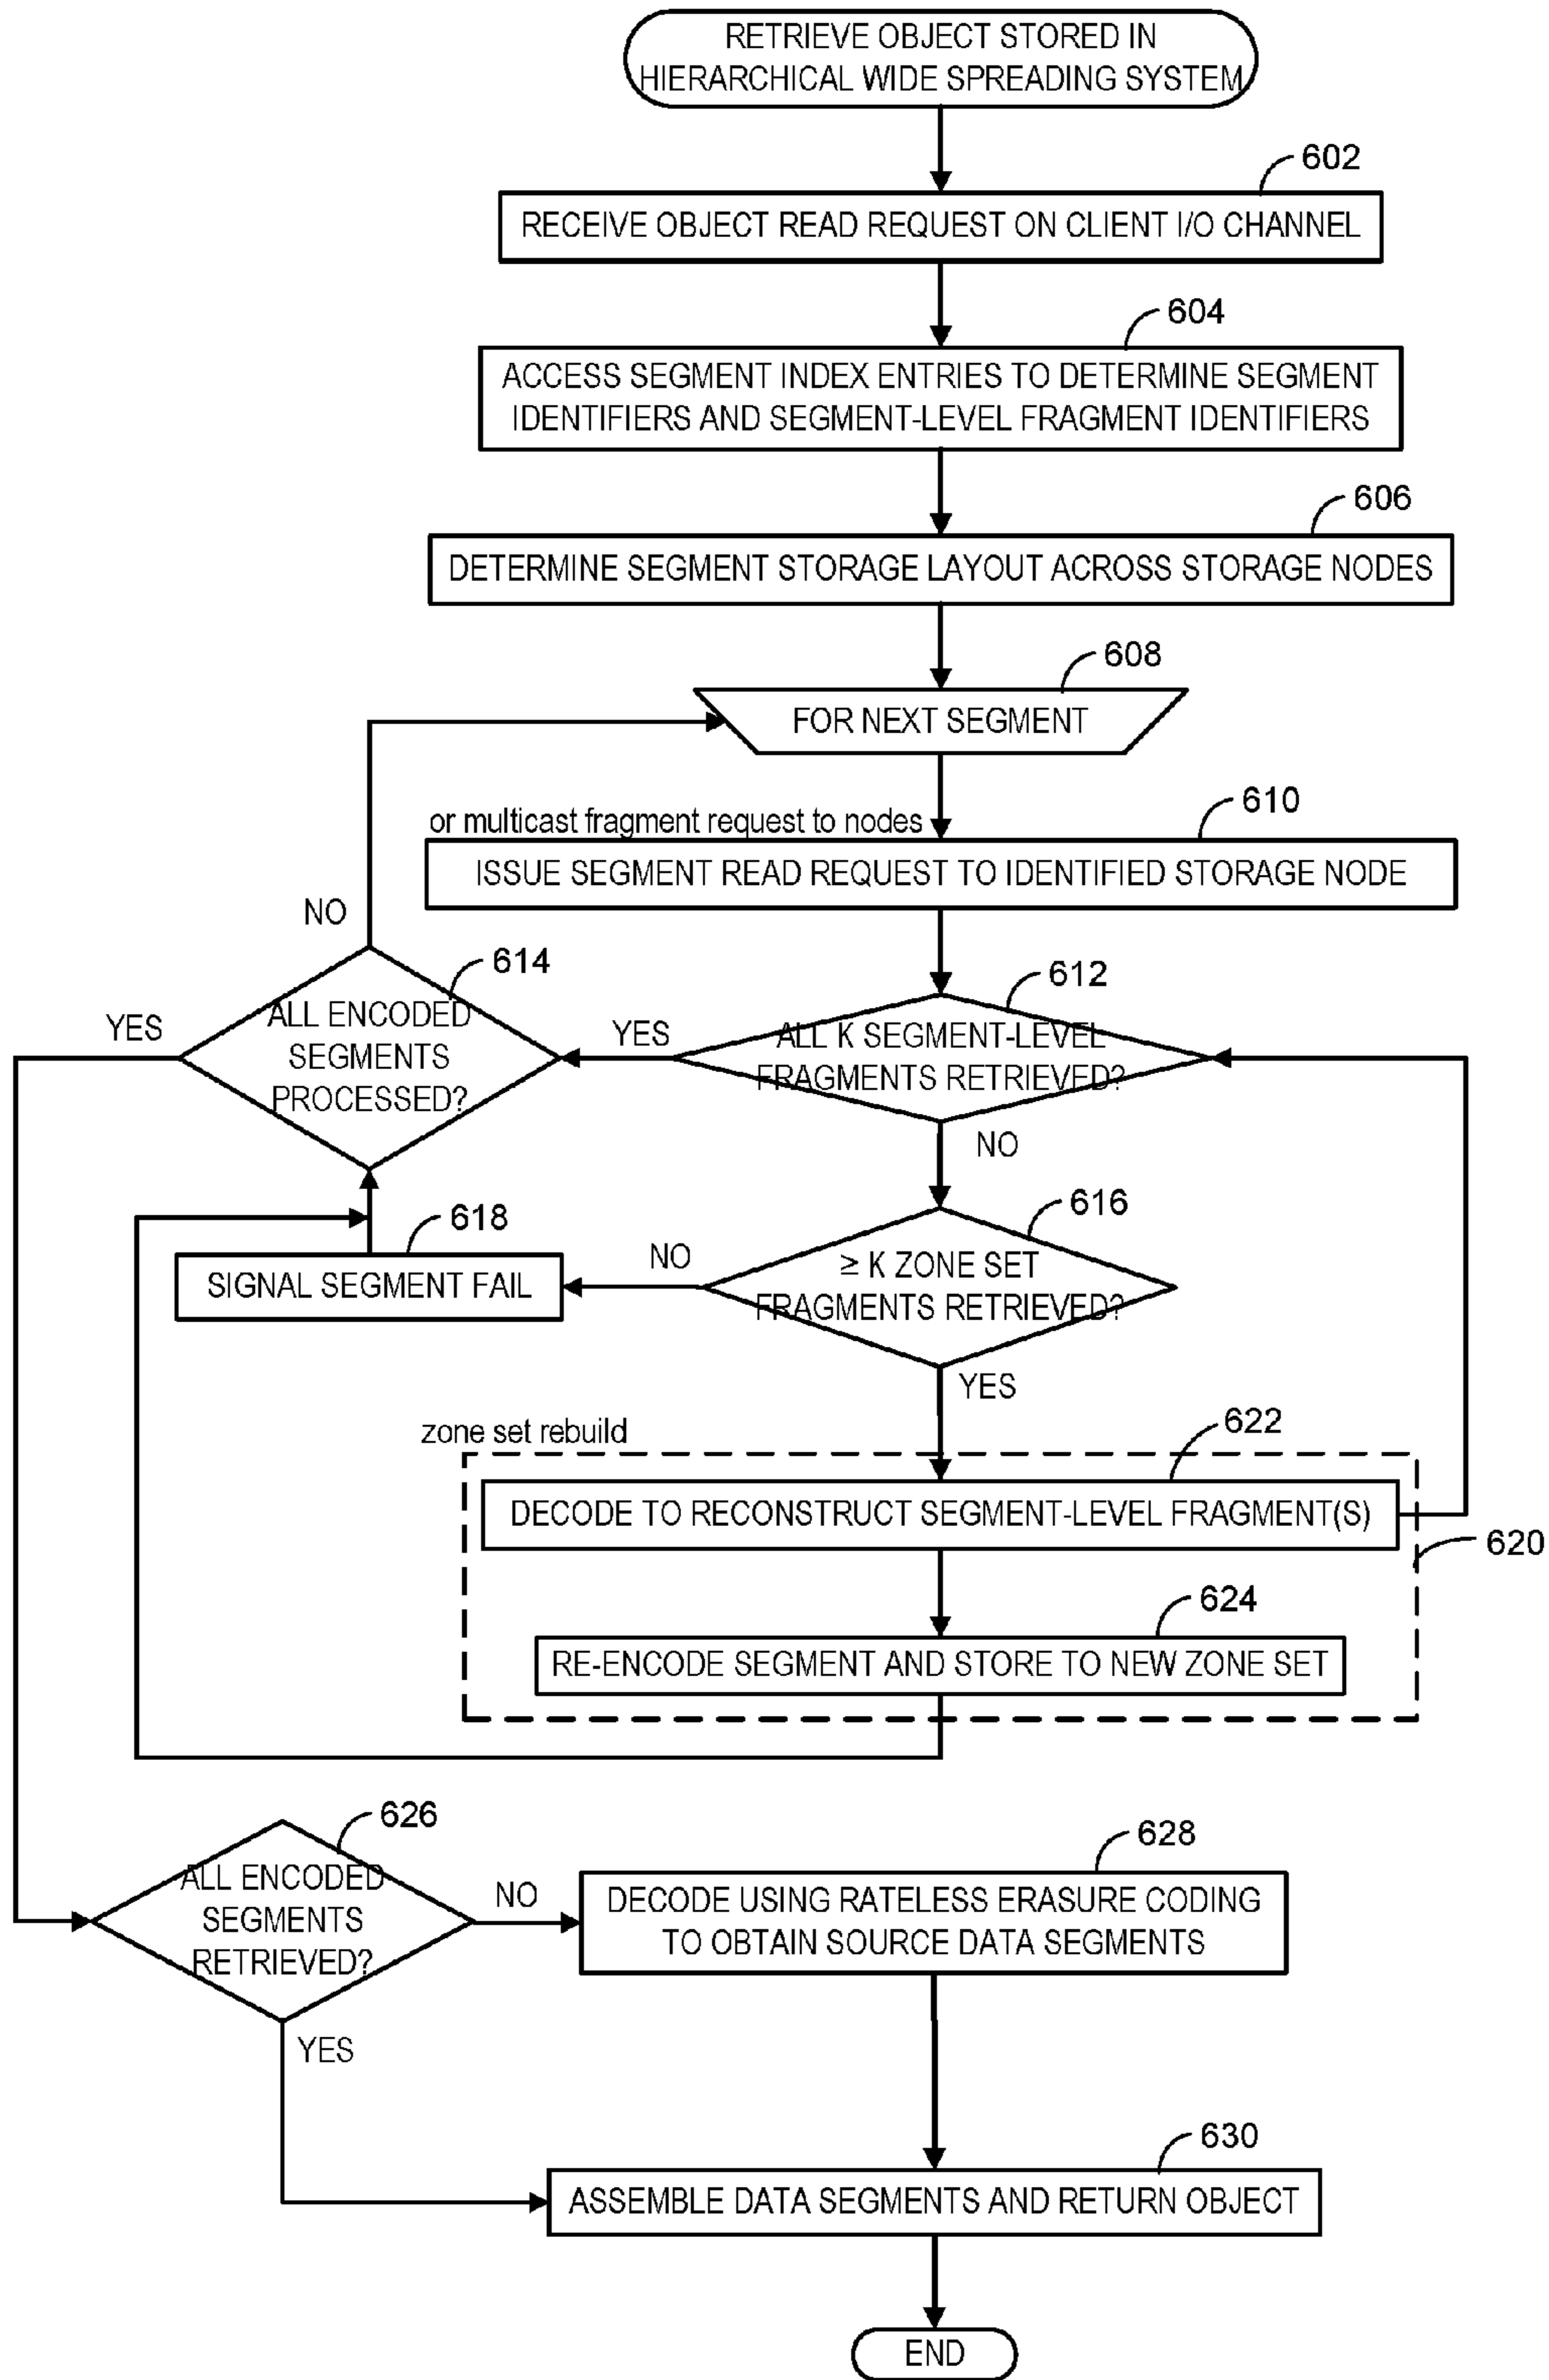 RETRIEVE OBJECT STORED IN
HIERARCHICAL WIDE SPREADING SYSTEM
602
RECEIVE OBJECT READ REQUEST ON CLIENT I/O CHANNEL
604
ACCESS SEGMENT INDEX ENTRIES TO DETERMINE SEGMENT
IDENTIFIERS AND SEGMENT-LEVEL FRAGMENT IDENTIFIERS
606
DETERMINE SEGMENT STORAGE LAYOUT ACROSS STORAGE NODES
608
FOR NEXT SEGMENT
610
or multicast fragment request to nodes
ISSUE SEGMENT READ REQUEST TO IDENTIFIED STORAGE NODE
NO
614
612
YES
ALL ENCODED
SEGMENTS
PROCESSED?
YES
ALL K SEGMENT-LEVEL
FRAGMENTS RETRIEVED?
NO
616
618
SIGNAL SEGMENT FAIL
NO
≥ K ZONE SET
FRAGMENTS RETRIEVED?
YES
zone set rebuild
622
DECODE TO RECONSTRUCT SEGMENT-LEVEL FRAGMENT(S)
620
624
RE-ENCODE SEGMENT AND STORE TO NEW ZONE SET
626
ALL ENCODED
SEGMENTS
RETRIEVED?
NO
628
DECODE USING RATELESS ERASURE CODING
TO OBTAIN SOURCE DATA SEGMENTS
YES
630
ASSEMBLE DATA SEGMENTS AND RETURN OBJECT
END